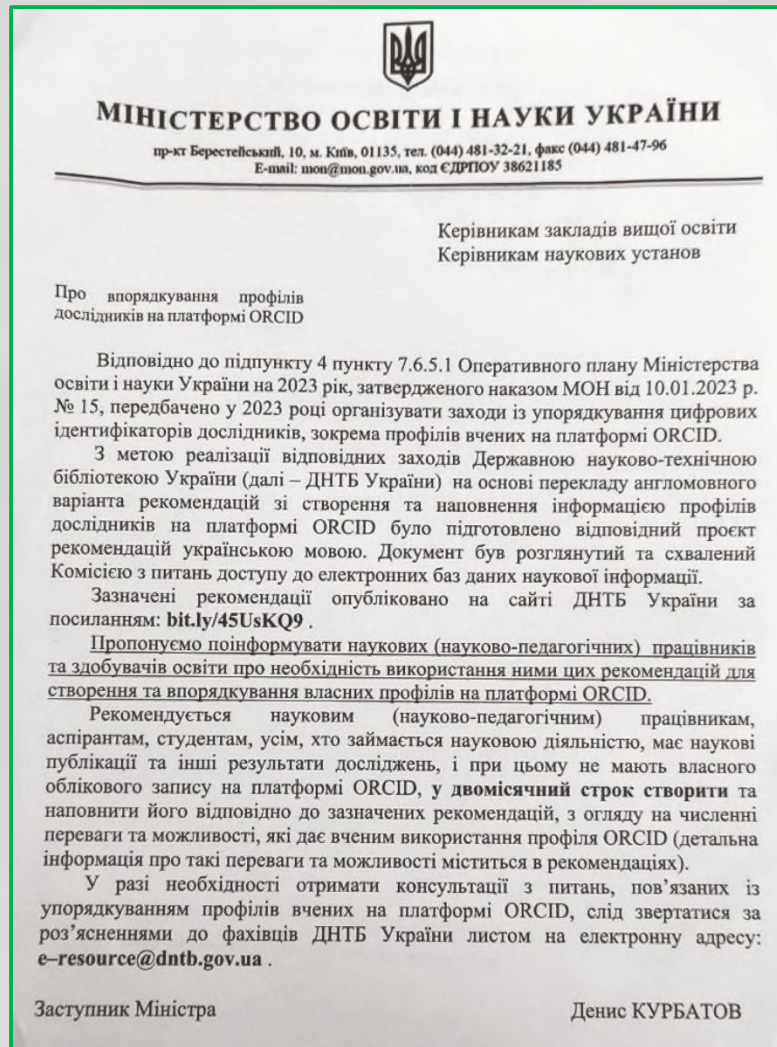 МІНІСТЕРСТВО ОСВІТИ І НАУКИ УКРАЇНИ
пр-кт Берестейський, 10, м. Київ, 01135, тел. (044) 481-32-21, факс (044) 481-47-96
E-mail: mon@mon.gov.ua, код ЄДРПОУ 38621185
Керівникам закладів вищої освіти
Керівникам наукових установ
Про впорядкування профілів
дослідників на платформі ORCID
Відповідно до підпункту 4 пункту 7.6.5.1 Оперативного плану Міністерства
освіти і науки України на 2023 рік, затвердженого наказом МОН від 10.01.2023 р.
№ 15, передбачено у 2023 році організувати заходи із упорядкування цифрових
ідентифікаторів дослідників, зокрема профілів вчених на платформі ORCID.
З метою реалізації відповідних заходів Державною науково-технічною
бібліотекою України (далі – ДНТБ України) на основі перекладу англомовного
варіанта рекомендацій зі створення та наповнення інформацією профілів
дослідників на платформі ORCID було підготовлено відповідний проєкт
рекомендацій українською мовою. Документ був розглянутий та схвалений
Комісією з питань доступу до електронних баз даних наукової інформації.
Зазначені рекомендації опубліковано на сайті ДНТБ України за
посиланням: bit.ly/45UsKQ9 .
Пропонуємо поінформувати наукових (науково-педагогічних) працівників
та здобувачів освіти про необхідність використання ними цих рекомендацій для
створення та впорядкування власних профілів на платформі ORCID.
Рекомендується науковим (науково-педагогічним) працівникам,
аспірантам, студентам, усім, хто займається науковою діяльністю, має наукові
публікації та інші результати досліджень, і при цьому не мають власного
облікового запису на платформі ORCID, у двомісячний строк створити та
наповнити його відповідно до зазначених рекомендацій, з огляду на численні
переваги та можливості, які дає вченим використання профіля ORCID (детальна
інформація про такі переваги та можливості міститься в рекомендаціях).
У разі необхідності отримати консультації з питань, пов’язаних із
упорядкуванням профілів вчених на платформі ORCID, слід звертатися за
роз’ясненнями до фахівців ДНТБ України листом на електронну адресу:
e–resource@dntb.gov.ua .
Заступник Міністра Денис КУРБАТОВ